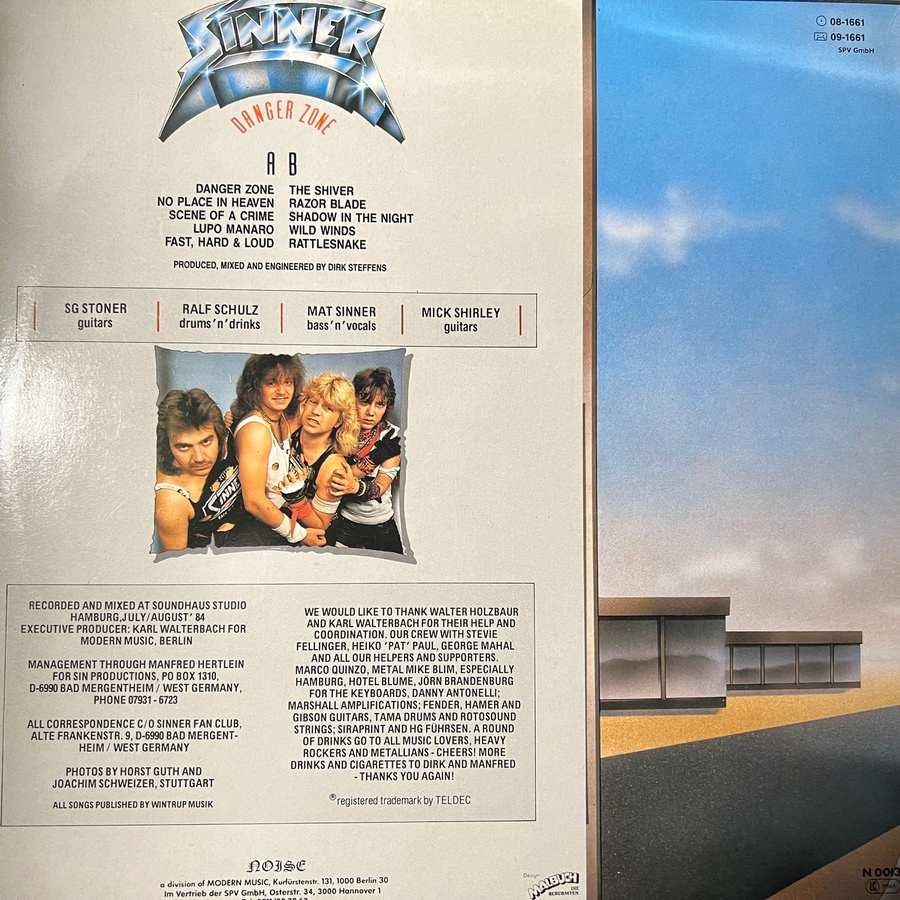 SINNER
DANGER ZONE
A B
DANGER ZONE THE SHIVER
NO PLACE IN HEAVEN RAZOR BLADE
SCENE OF A CRIME SHADOW IN THE NIGHT
LUPO MANARO WILD WINDS
FAST, HARD & LOUD RATTLESNAKE
PRODUCED, MIXED AND ENGINEERED BY DIRK STEFFENS
SG STONER
guitars
RALF SCHULZ
drums'n'drinks
MAT SINNER
bass'n'vocals
MICK SHIRLEY
guitars
SINNER
RECORDED AND MIXED AT SOUNDHAUS STUDIO
HAMBURG,JULY/AUGUST' 84
EXECUTIVE PRODUCER: KARL WALTERBACH FOR
MODERN MUSIC, BERLIN
MANAGEMENT THROUGH MANFRED HERTLEIN
FOR SIN PRODUCTIONS, PO BOX 1310,
D-6990 BAD MERGENTHEIM / WEST GERMANY,
PHONE 07931 - 6723
ALL CORRESPONDENCE C/O SINNER FAN CLUB,
ALTE FRANKENSTR. 9, D-6990 BAD MERGENT-
HEIM / WEST GERMANY
PHOTOS BY HORST GUTH AND
JOACHIM SCHWEIZER, STUTTGART
ALL SONGS PUBLISHED BY WINTRUP MUSIK
WE WOULD LIKE TO THANK WALTER HOLZBAUR
AND KARL WALTERBACH FOR THEIR HELP AND
COORDINATION. OUR CREW WITH STEVIE
FELLINGER, HEIKO 'PAT' PAUL, GEORGE MAHAL
AND ALL OUR HELPERS AND SUPPORTERS.
MARCO QUINZO, METAL MIKE BLIM, ESPECIALLY
HAMBURG, HOTEL BLUME, JÖRN BRANDENBURG
FOR THE KEYBOARDS, DANNY ANTONELLI;
MARSHALL AMPLIFICATIONS; FENDER, HAMER AND
GIBSON GUITARS, TAMA DRUMS AND ROTOSOUND
STRINGS; SIRAPRINT AND HG FÜHRSEN. A ROUND
OF DRINKS GO TO ALL MUSIC LOVERS, HEAVY
ROCKERS AND METALLIANS - CHEERS! MORE
DRINKS AND CIGARETTES TO DIRK AND MANFRED
- THANKS YOU AGAIN!
®registered trademark by TELDEC
NOISE
a division of MODERN MUSIC, Kurfürstenstr. 131, 1000 Berlin 30
Im Vertrieb der SPV GmbH, Osterstr. 34, 3000 Hannover 1
Design:
MALBUCH
DIE
BERÜHMTEN
08-1661
09-1661
SPV GmbH
N 0013